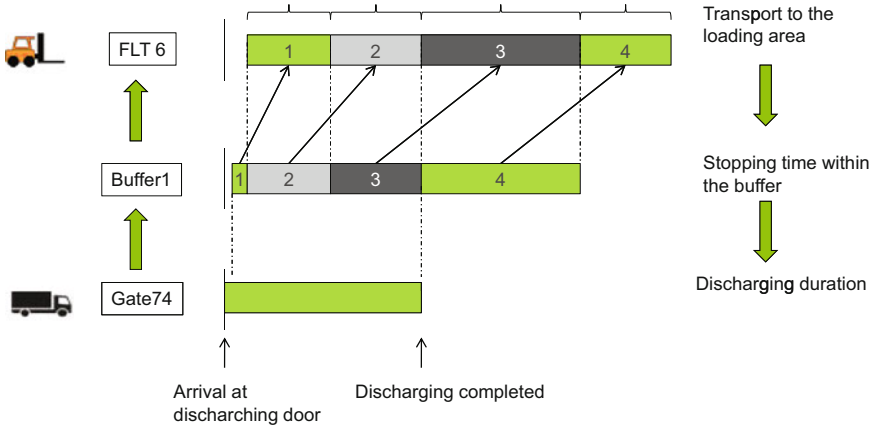 Transport to the
loading area
FLT 6
1
2
3
4
Buffer1
1
2
3
4
Stopping time within
the buffer
Gate74
Discharging duration
Arrival at
discharching door
Discharging completed